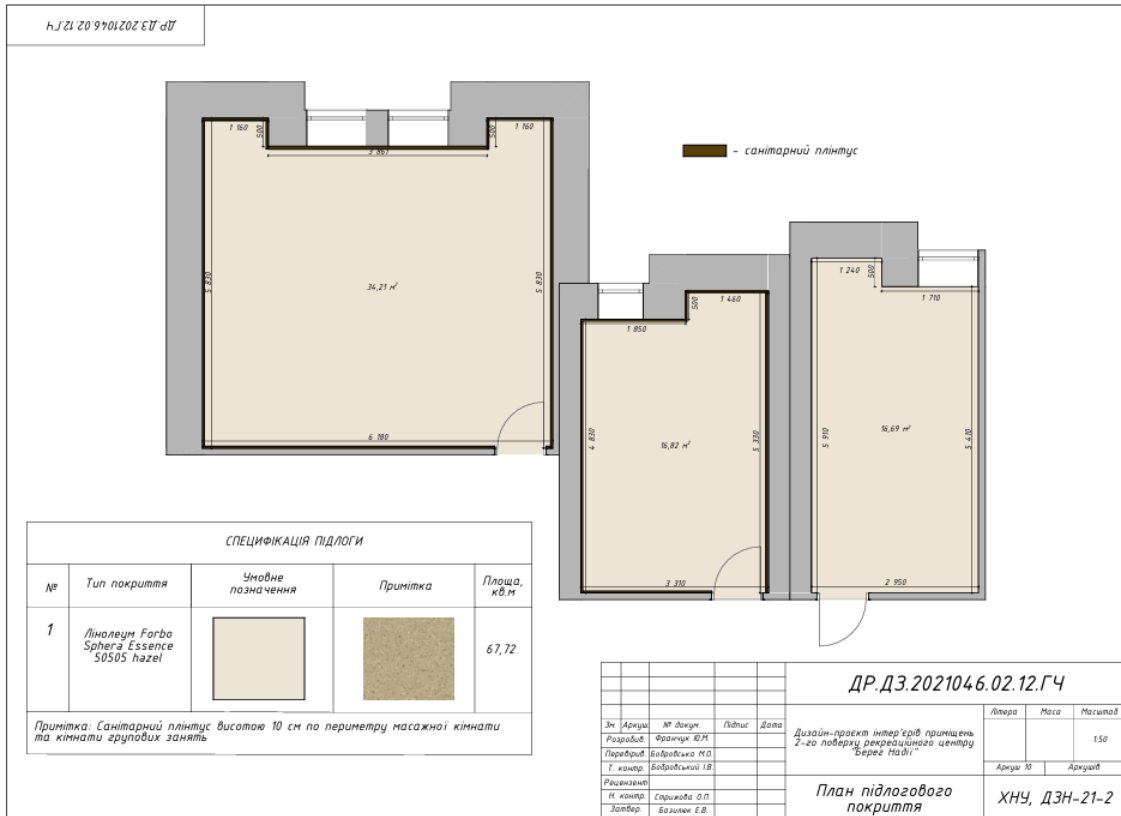 ДР.ДЗ.2021046.02.12.ГЧ
1 160
500
3 861
500
1 160
- санітарний плінтус
5 830
34,21 м²
5 830
6 180
1 850
500
1 460
4 830
16,82 м²
5 330
3 310
1 240
500
1 710
5 910
16,69 м²
5 410
2 950
СПЕЦИФІКАЦІЯ ПІДЛОГИ
№
Тип покриття
Умовне
позначення
Примітка
Площа,
кв.м
1
Лінолеум Forbo
Sphera Essence
50505 hazel
67,72
Примітка: Санітарний плінтус висотою 10 см по периметру масажної кімнати
та кімнати групових занять
ДР.ДЗ.2021046.02.12.ГЧ
Зм. Аркуш № докум. Підпис Дата
Розробив. Франчук Ю.М.
Перевірив. Бобровська М.О.
Т. контр. Бобровський І.В.
Рецензент
Н. контр. Стрижова О.П.
Затвер. Базилюк Е.В.
Дизайн-проєкт інтер'єрів приміщень
2-го поверху рекреаційного центру
"Берег Надії"
Літера Маса Масштаб
1:50
Аркуш 10 Аркушів
План підлогового
покриття
ХНУ, ДЗН-21-2